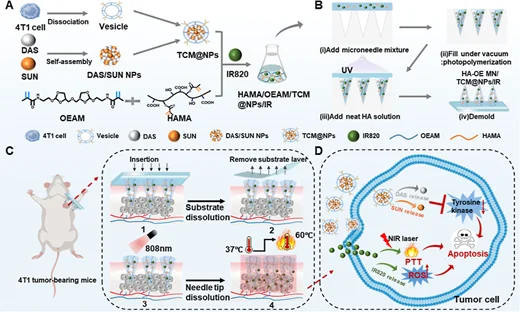 A
4T1 cell
Dissociation
Vesicle
DAS
SUN
Self-assembly
DAS/SUN NPs
TCM@NPs
IR820
OEAM
HAMA
HAMA/OEAM/TCM
@NPs/IR
B
(i)Add microneedle mixture
(ii)Fill under vacuum
:photopolymerization
UV
HA-OE MN/
TCM@NPs/IR
(iii)Add neat HA solution
(iv)Demold
4T1 cell
Vesicle
DAS
SUN
DAS/SUN NPs
TCM@NPs
IR820
OEAM
HAMA
C
4T1 tumor-bearing mice
Insertion
Remove substrate layer
1
Substrate
dissolution
2
808nm
37℃
60℃
3
Needle tip
dissolution
4
D
DAS release
SUN release
Tyrosine
kinase
NIR laser
PTT
Apoptosis
IR820 release
ROS
Tumor cell